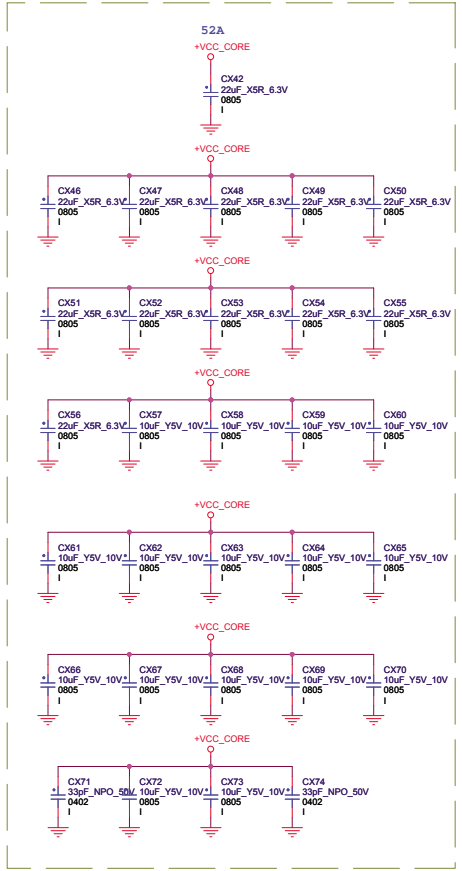 52A
+VCC_CORE
CX42
22uF_X5R_6.3V
0805
I
+VCC_CORE
CX46 CX47 CX48 CX49 CX50
22uF_X5R_6.3V 22uF_X5R_6.3V 22uF_X5R_6.3V 22uF_X5R_6.3V 22uF_X5R_6.3V
0805 0805 0805 0805 0805
I I I I I
+VCC_CORE
CX51 CX52 CX53 CX54 CX55
22uF_X5R_6.3V 22uF_X5R_6.3V 22uF_X5R_6.3V 22uF_X5R_6.3V 22uF_X5R_6.3V
0805 0805 0805 0805 0805
I I I I I
+VCC_CORE
CX56 CX57 CX58 CX59 CX60
22uF_X5R_6.3V 10uF_Y5V_10V 10uF_Y5V_10V 10uF_Y5V_10V 10uF_Y5V_10V
0805 0805 0805 0805 0805
I I I I I
+VCC_CORE
CX61 CX62 CX63 CX64 CX65
10uF_Y5V_10V 10uF_Y5V_10V 10uF_Y5V_10V 10uF_Y5V_10V 10uF_Y5V_10V
0805 0805 0805 0805 0805
I I I I I
+VCC_CORE
CX66 CX67 CX68 CX69 CX70
10uF_Y5V_10V 10uF_Y5V_10V 10uF_Y5V_10V 10uF_Y5V_10V 10uF_Y5V_10V
0805 0805 0805 0805 0805
I I I I I
+VCC_CORE
CX71 CX72 CX73 CX74
33pF_NPO_50V 10uF_Y5V_10V 10uF_Y5V_10V 33pF_NPO_50V
0402 0805 0805 0402
I I I I